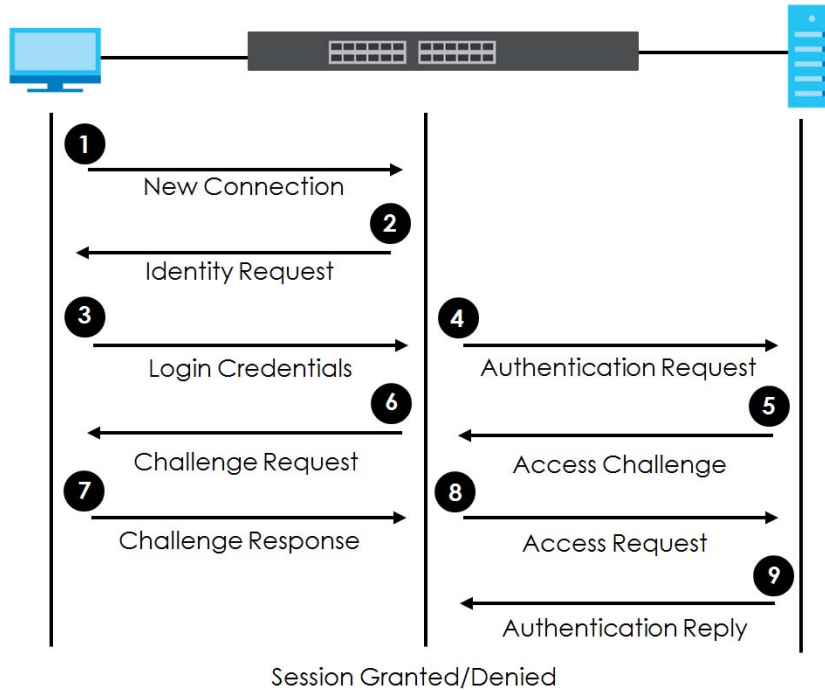 1
New Connection
2
Identity Request
3
Login Credentials
4
Authentication Request
5
Access Challenge
6
Challenge Request
7
Challenge Response
8
Access Request
9
Authentication Reply
Session Granted/Denied